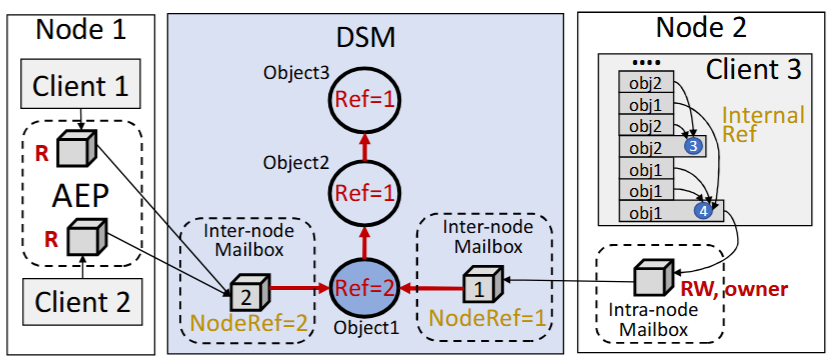 Node 1
Client 1
R
AEP
R
Client 2
DSM
Object3
Ref=1
Object2
Ref=1
Inter-node
Mailbox
2
NodeRef=2
Ref=2
Object1
Inter-node
Mailbox
1
NodeRef=1
Node 2
Client 3
....
obj2
obj1
obj2
obj2
3
obj1
obj1
obj1
4
Internal
Ref
RW, owner
Intra-node
Mailbox